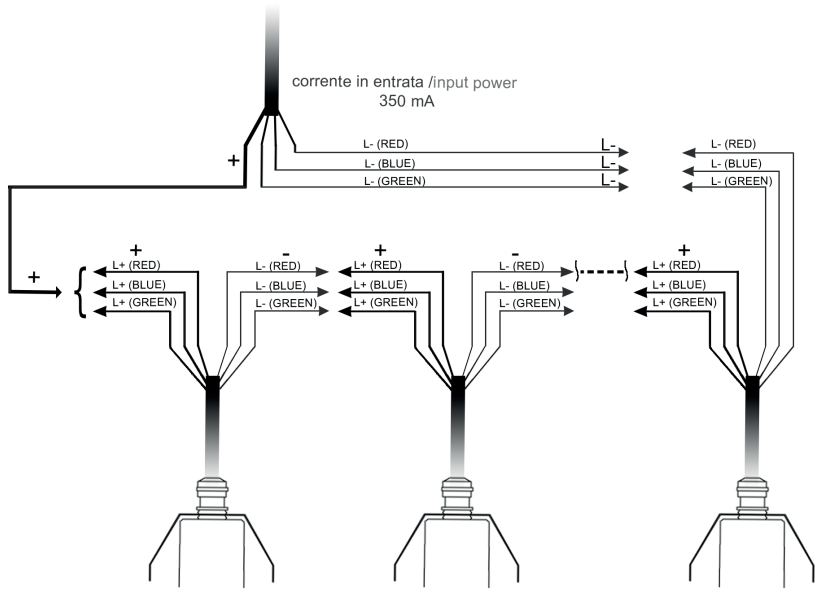 corrente in entrata /input power
350 mA
L- (RED) L- L- (RED)
+ L- (BLUE) L- L- (BLUE)
L- (GREEN) L- L- (GREEN)
+ - + - +
+ L+ (RED) L- (RED) L+ (RED) L- (RED) L+ (RED)
L+ (BLUE) L- (BLUE) L+ (BLUE) L- (BLUE) L+ (BLUE)
L+ (GREEN) L- (GREEN) L+ (GREEN) L- (GREEN) L+ (GREEN)